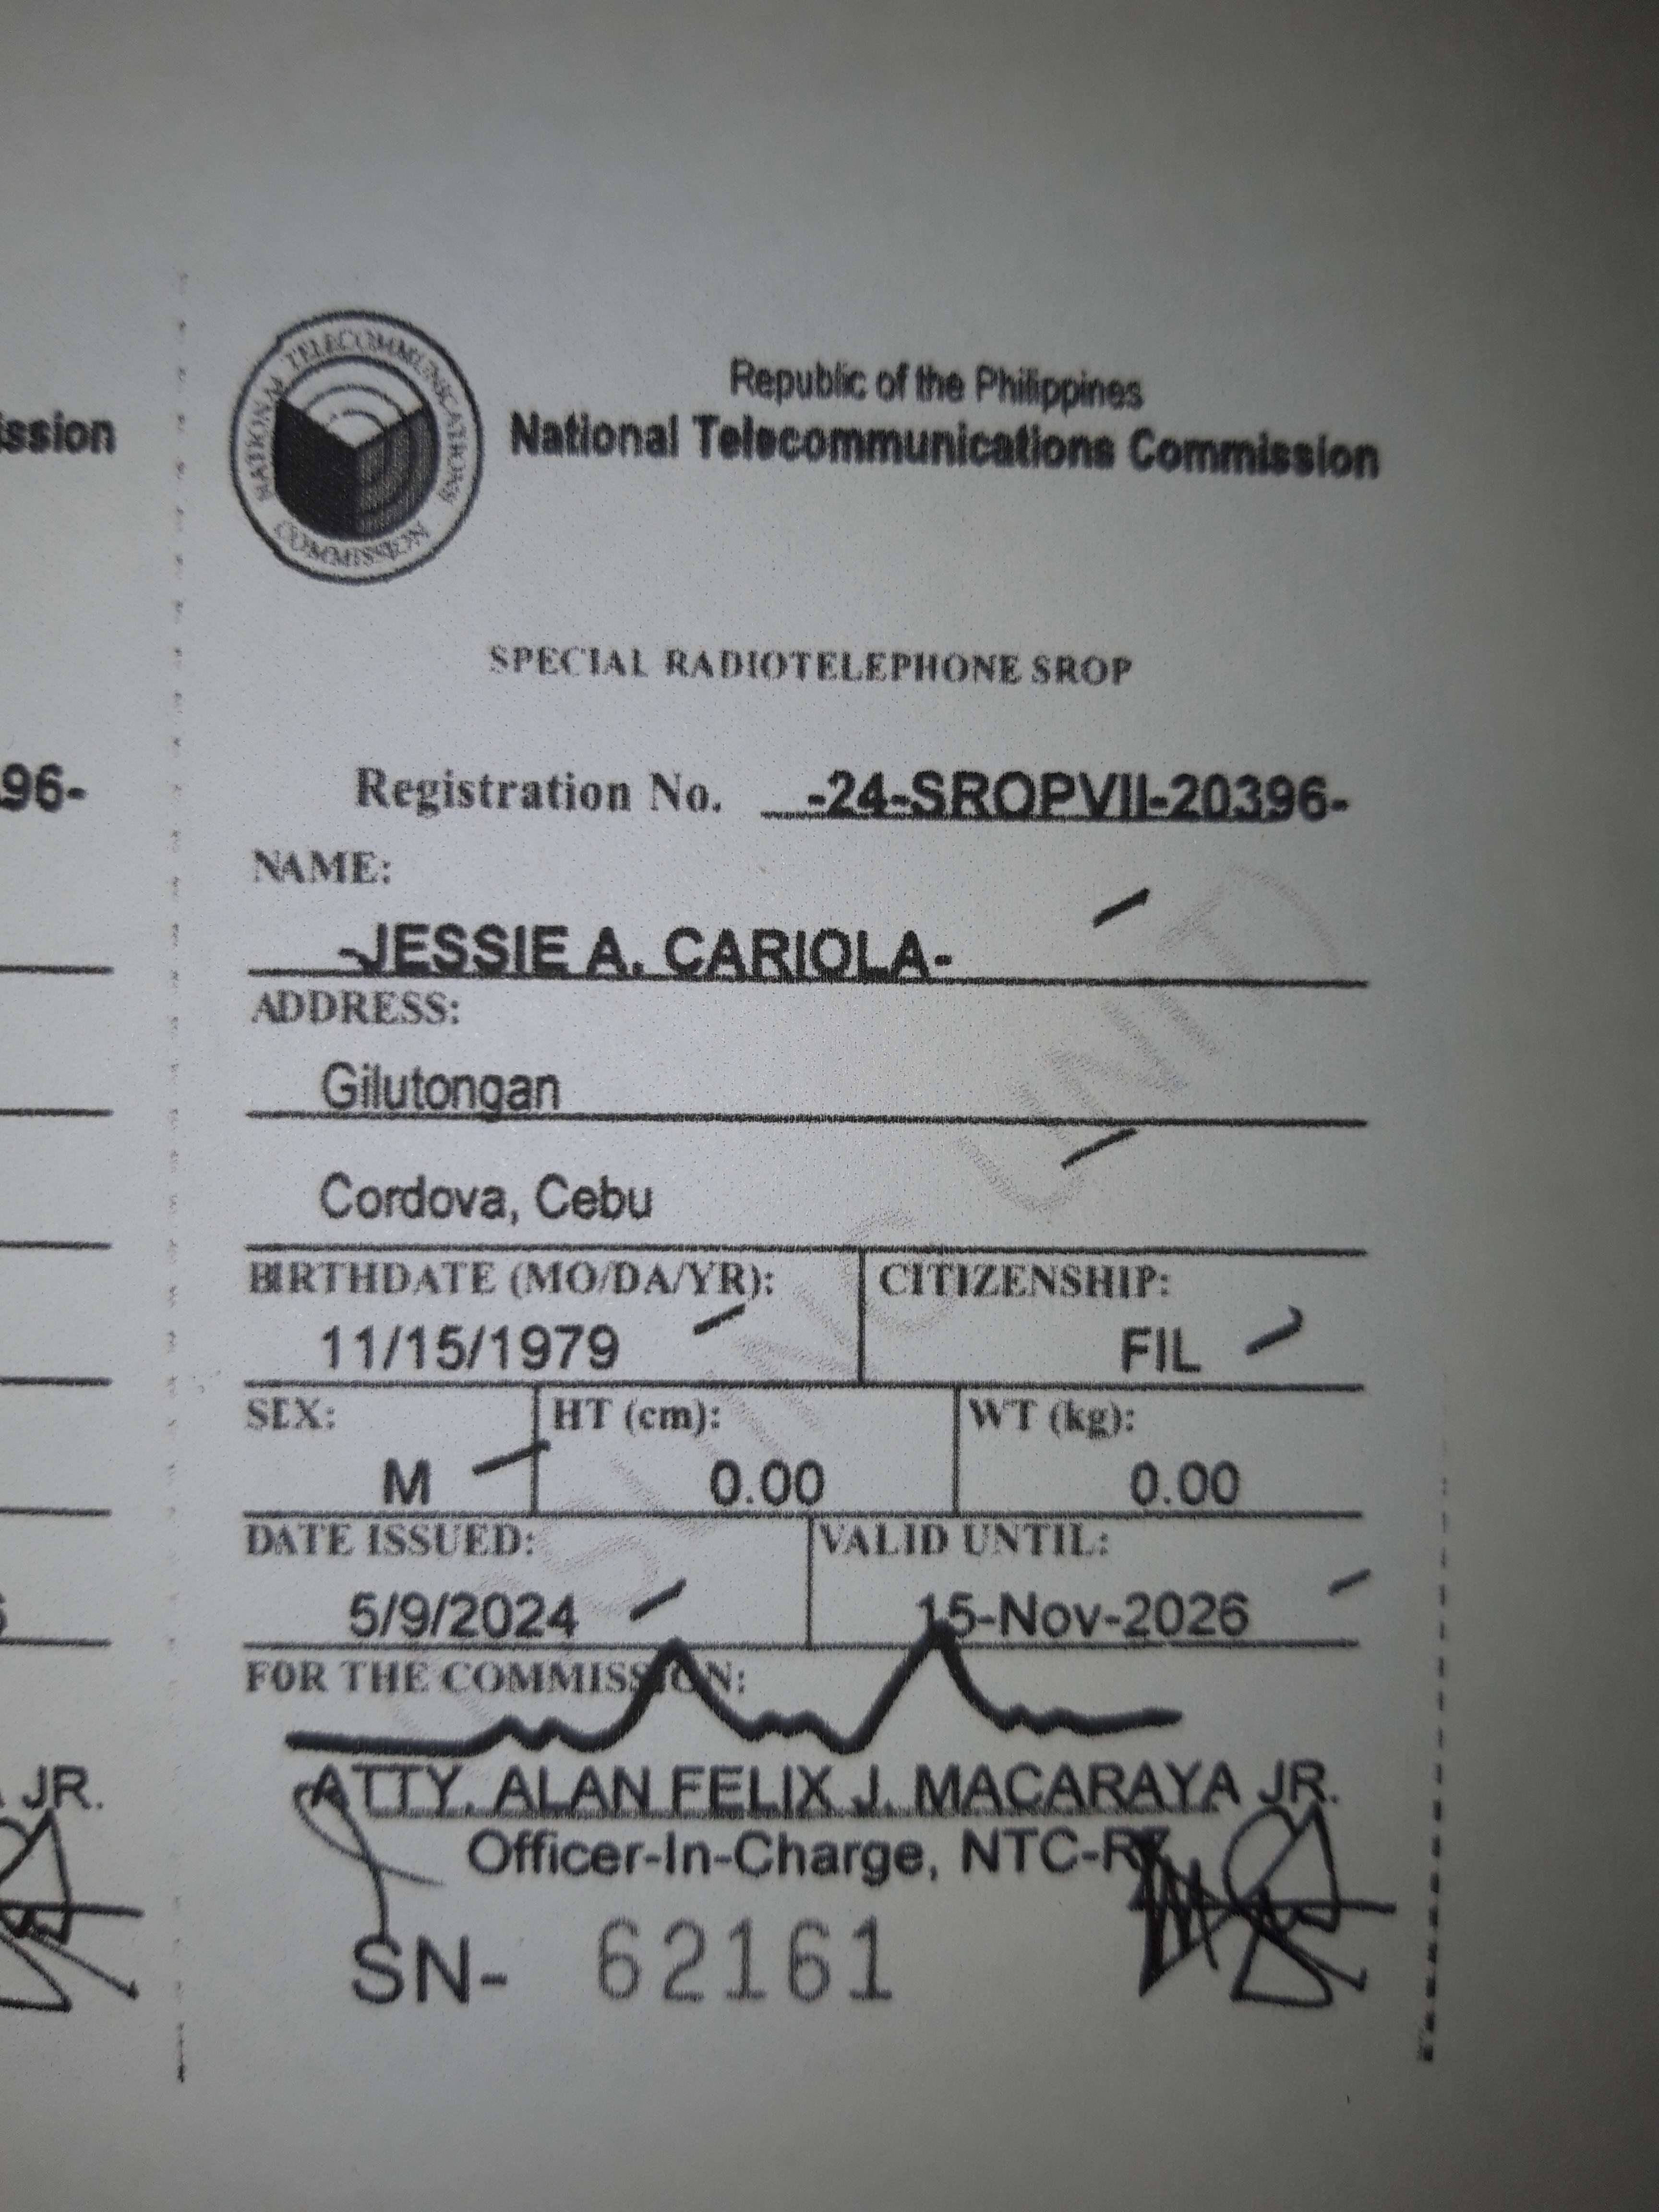 ssion
96-
JR.
NATIONAL TELECOMMUNICATIONS COMMISSION
Republic of the Philippines
National Telecommunications Commission
SPECIAL RADIOTELEPHONE SROP
Registration No. -24-SROPVII-20396-
NAME:
-JESSIE A. CARIOLA-
ADDRESS:
Gilutongan
Cordova, Cebu
BIRTHDATE (MO/DA/YR): CITIZENSHIP:
11/15/1979 FIL
SEX: HT (cm): WT (kg):
M 0.00 0.00
DATE ISSUED: VALID UNTIL:
5/9/2024 15-Nov-2026
FOR THE COMMISSION:
ATTY. ALAN FELIX J. MACARAYA JR.
Officer-In-Charge, NTC-R7
SN- 62161